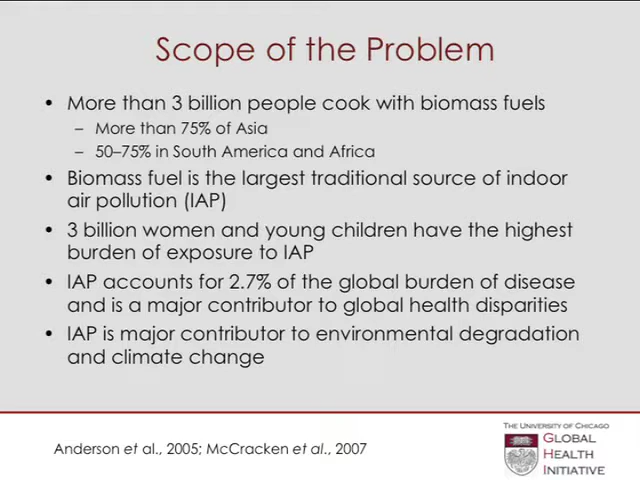 Scope of the Problem
• More than 3 billion people cook with biomass fuels
– More than 75% of Asia
– 50–75% in South America and Africa
• Biomass fuel is the largest traditional source of indoor
air pollution (IAP)
• 3 billion women and young children have the highest
burden of exposure to IAP
• IAP accounts for 2.7% of the global burden of disease
and is a major contributor to global health disparities
• IAP is major contributor to environmental degradation
and climate change
Anderson et al., 2005; McCracken et al., 2007
THE UNIVERSITY OF CHICAGO
GLOBAL
HEALTH
INITIATIVE